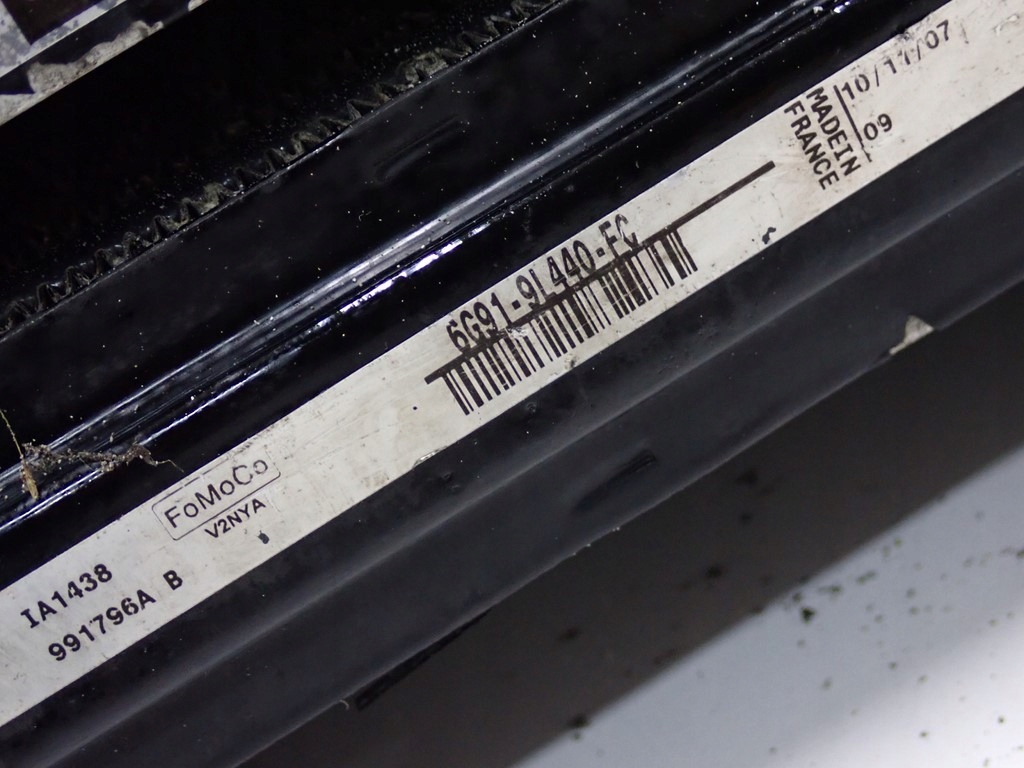 10/11/07
MADE IN
FRANCE
09
6G91-9L440-FC
FoMoCo
V2NYA
IA1438
991796A B